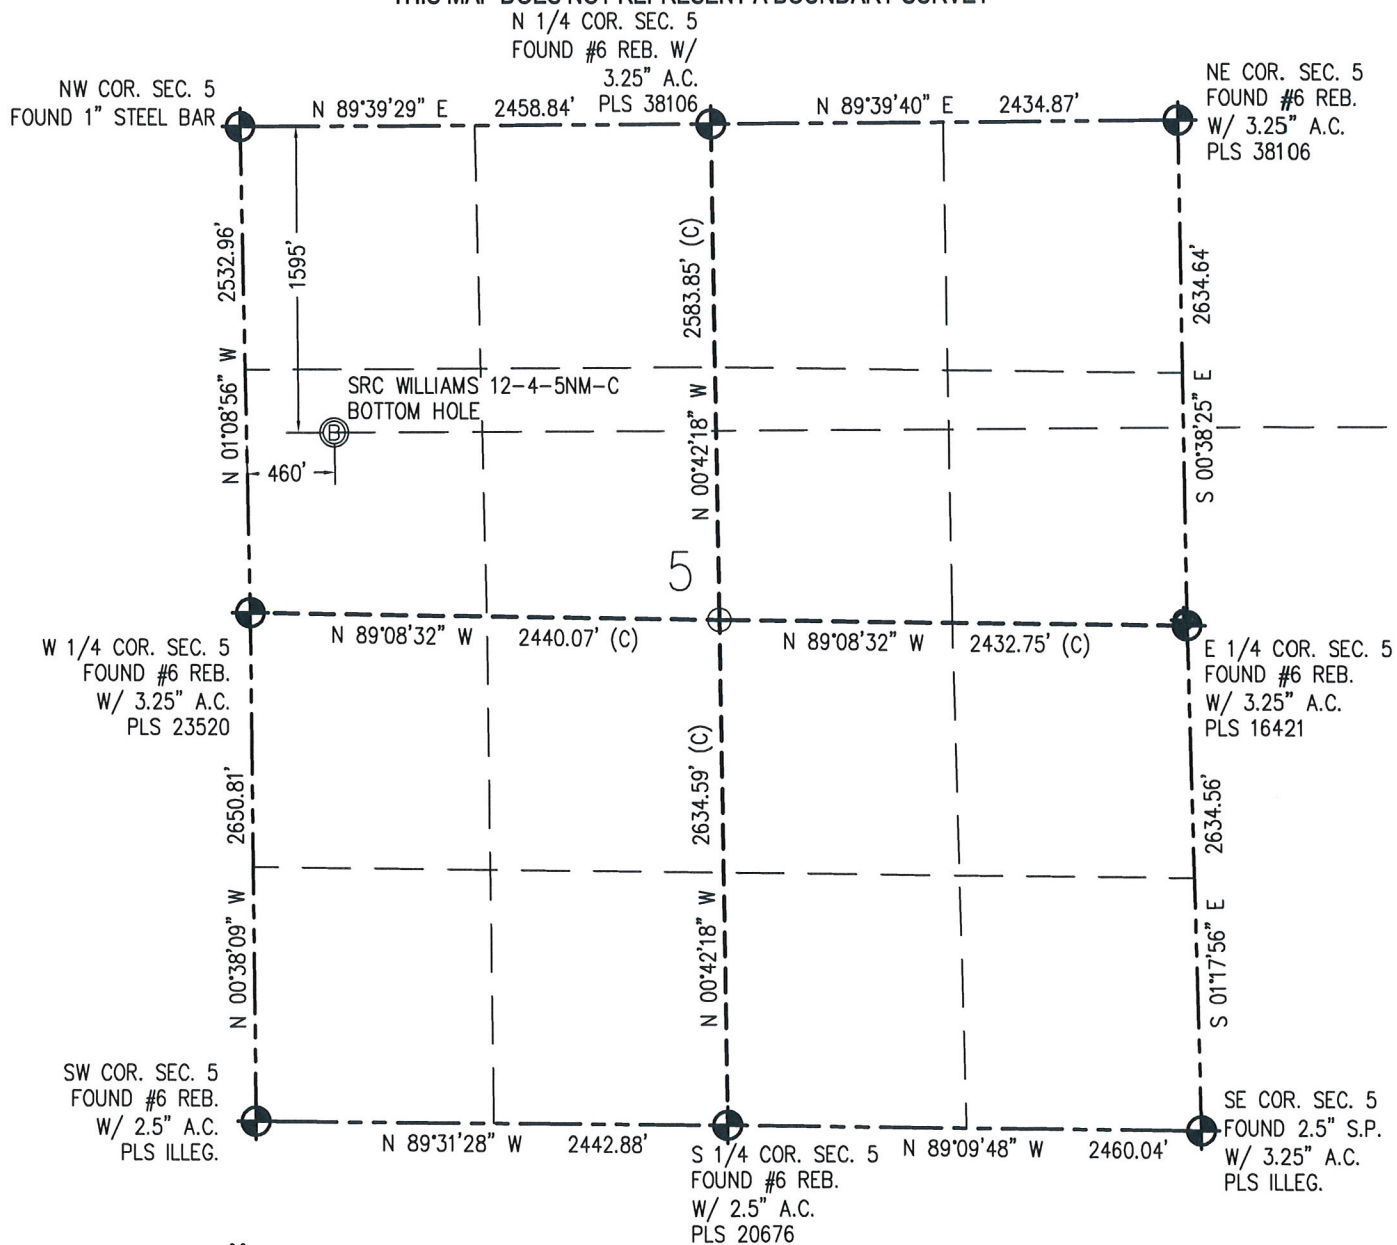 THIS MAP DOES NOT REPRESENT A BOUNDARY SURVEY
N 1/4 COR. SEC. 5
FOUND #6 REB. W/
3.25" A.C.
PLS 38106
NW COR. SEC. 5
FOUND 1" STEEL BAR
NE COR. SEC. 5
FOUND #6 REB.
W/ 3.25" A.C.
PLS 38106
N 89°39'29" E 2458.84'
N 89°39'40" E 2434.87'
N 01°08'56" W 2532.96'
1595'
N 00°42'18" W 2583.85' (C)
2634.64'
S 00°38'25" E
SRC WILLIAMS 12-4-5NM-C
BOTTOM HOLE
B
460'
5
N 89°08'32" W 2440.07' (C)
N 89°08'32" W 2432.75' (C)
W 1/4 COR. SEC. 5
FOUND #6 REB.
W/ 3.25" A.C.
PLS 23520
E 1/4 COR. SEC. 5
FOUND #6 REB.
W/ 3.25" A.C.
PLS 16421
N 00°38'09" W 2650.81'
N 00°42'18" W 2634.59' (C)
2634.56'
S 01°17'56" E
SW COR. SEC. 5
FOUND #6 REB.
W/ 2.5" A.C.
PLS ILLEG.
N 89°31'28" W 2442.88'
S 1/4 COR. SEC. 5
FOUND #6 REB.
W/ 2.5" A.C.
PLS 20676
N 89°09'48" W 2460.04'
SE COR. SEC. 5
FOUND 2.5" S.P.
W/ 3.25" A.C.
PLS ILLEG.